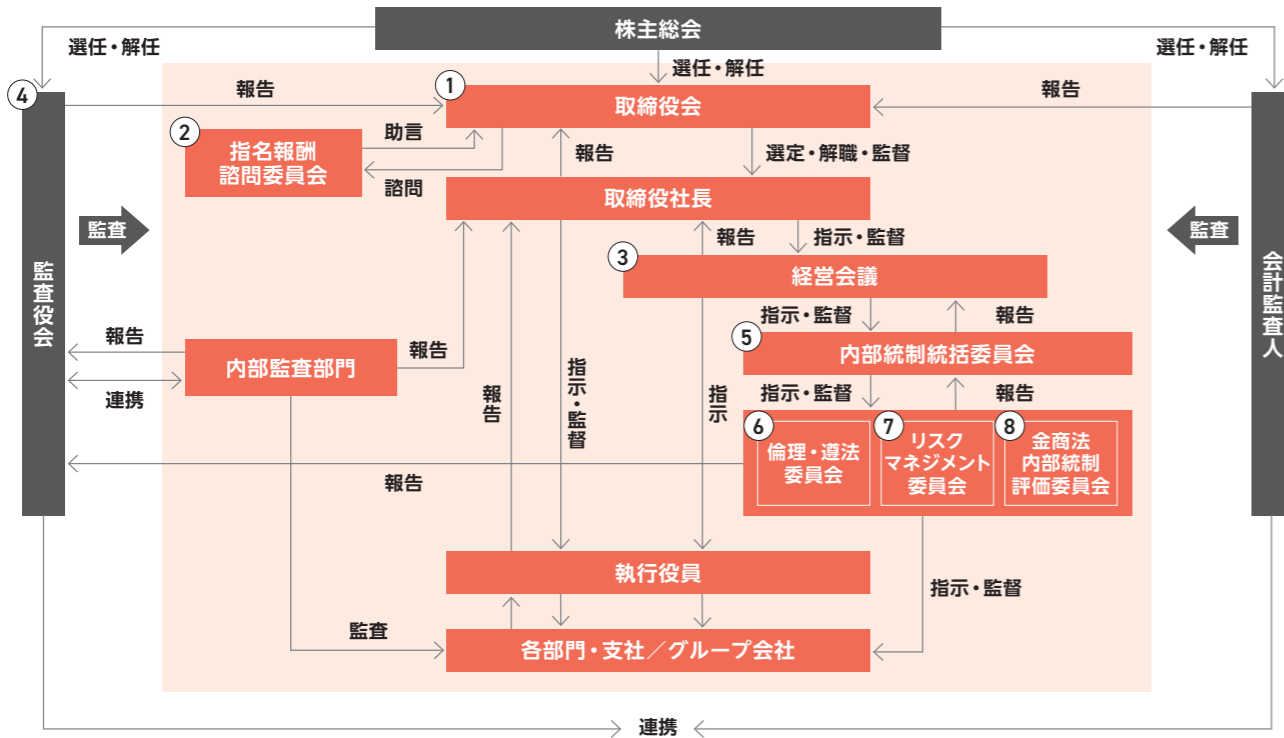 株主総会
選任・解任
選任・解任
選任・解任
④
報告
①
取締役会
報告
②
指名報酬
諮問委員会
助言
諮問
報告
選定・解職・監督
取締役社長
監査
監査
監査役会
会計監査人
報告
指示・監督
③
経営会議
指示・監督
報告
⑤
内部統制統括委員会
報告
連携
内部監査部門
報告
報告
指示・監督
指示
指示・監督
報告
⑥
倫理・遵法
委員会
⑦
リスク
マネジメント
委員会
⑧
金商法
内部統制
評価委員会
報告
執行役員
指示・監督
監査
各部門・支社／グループ会社
連携